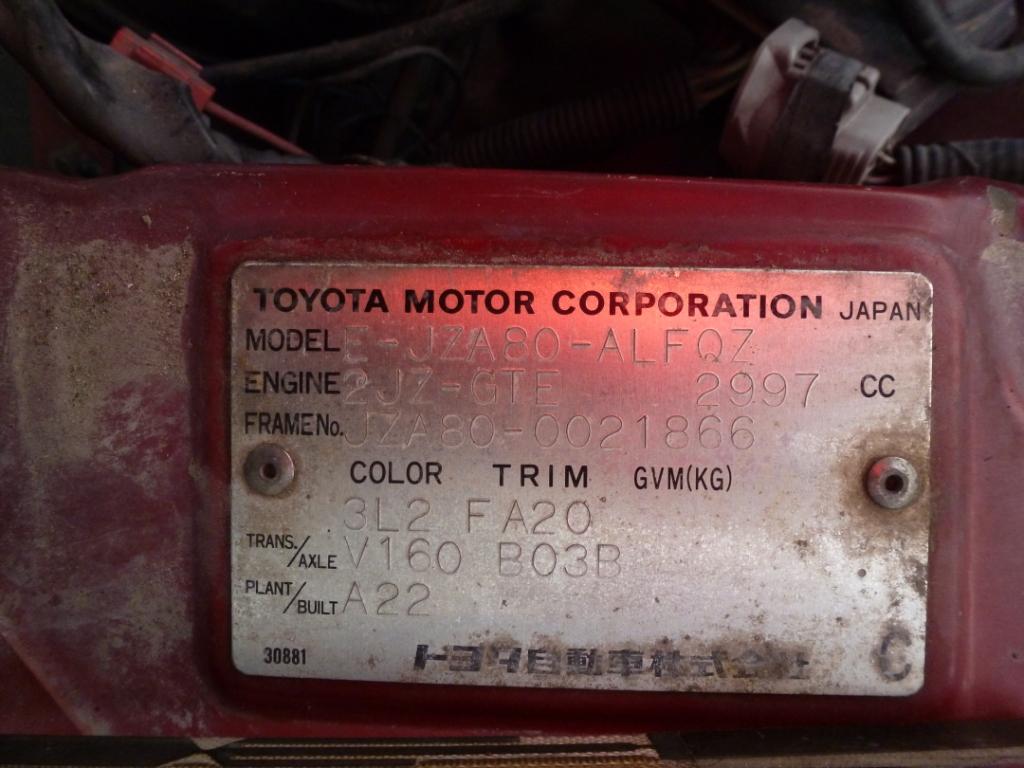 TOYOTA MOTOR CORPORATION JAPAN
MODEL E-JZA80-ALFQZ
ENGINE 2JZ-GTE 2997 CC
FRAME No. JZA80-0021866
COLOR TRIM GVM(KG)
3L2 FA20
TRANS./AXLE V160 B03B
PLANT/BUILT A22
30881 トヨタ自動車株式会社 C